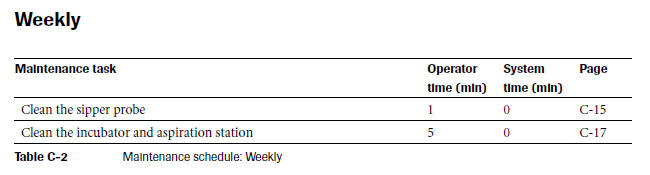 Weekly
Maintenance task Operator time (min) System time (min) Page
Clean the sipper probe 1 0 C-15
Clean the incubator and aspiration station 5 0 C-17
Table C-2 Maintenance schedule: Weekly